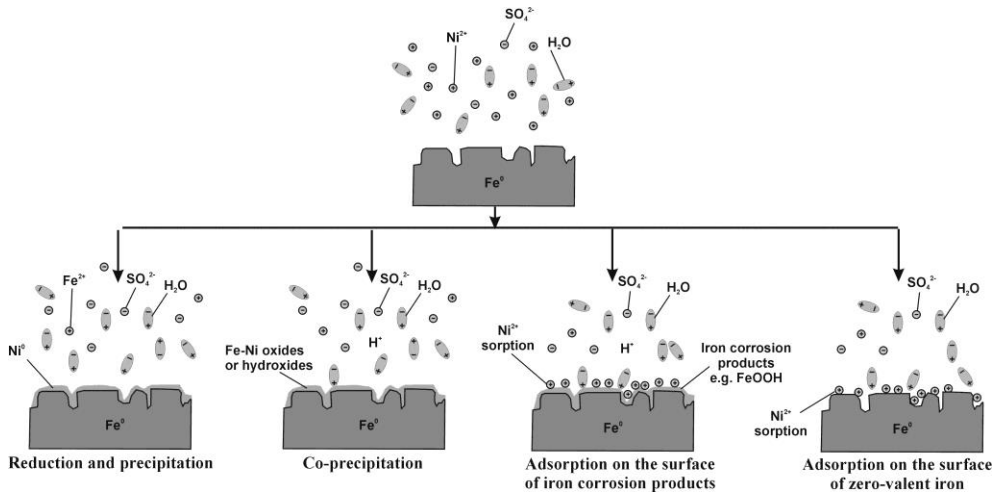 SO₄²⁻
Ni²⁺
H₂O
Fe⁰
Fe²⁺
SO₄²⁻
H₂O
Ni⁰
Fe⁰
Reduction and precipitation
SO₄²⁻
H₂O
H⁺
Fe-Ni oxides
or hydroxides
Fe⁰
Co-precipitation
SO₄²⁻
H₂O
Ni²⁺
sorption
H⁺
Iron corrosion
products
e.g. FeOOH
Fe⁰
Adsorption on the surface
of iron corrosion products
SO₄²⁻
H₂O
Ni²⁺
sorption
Fe⁰
Adsorption on the surface
of zero-valent iron